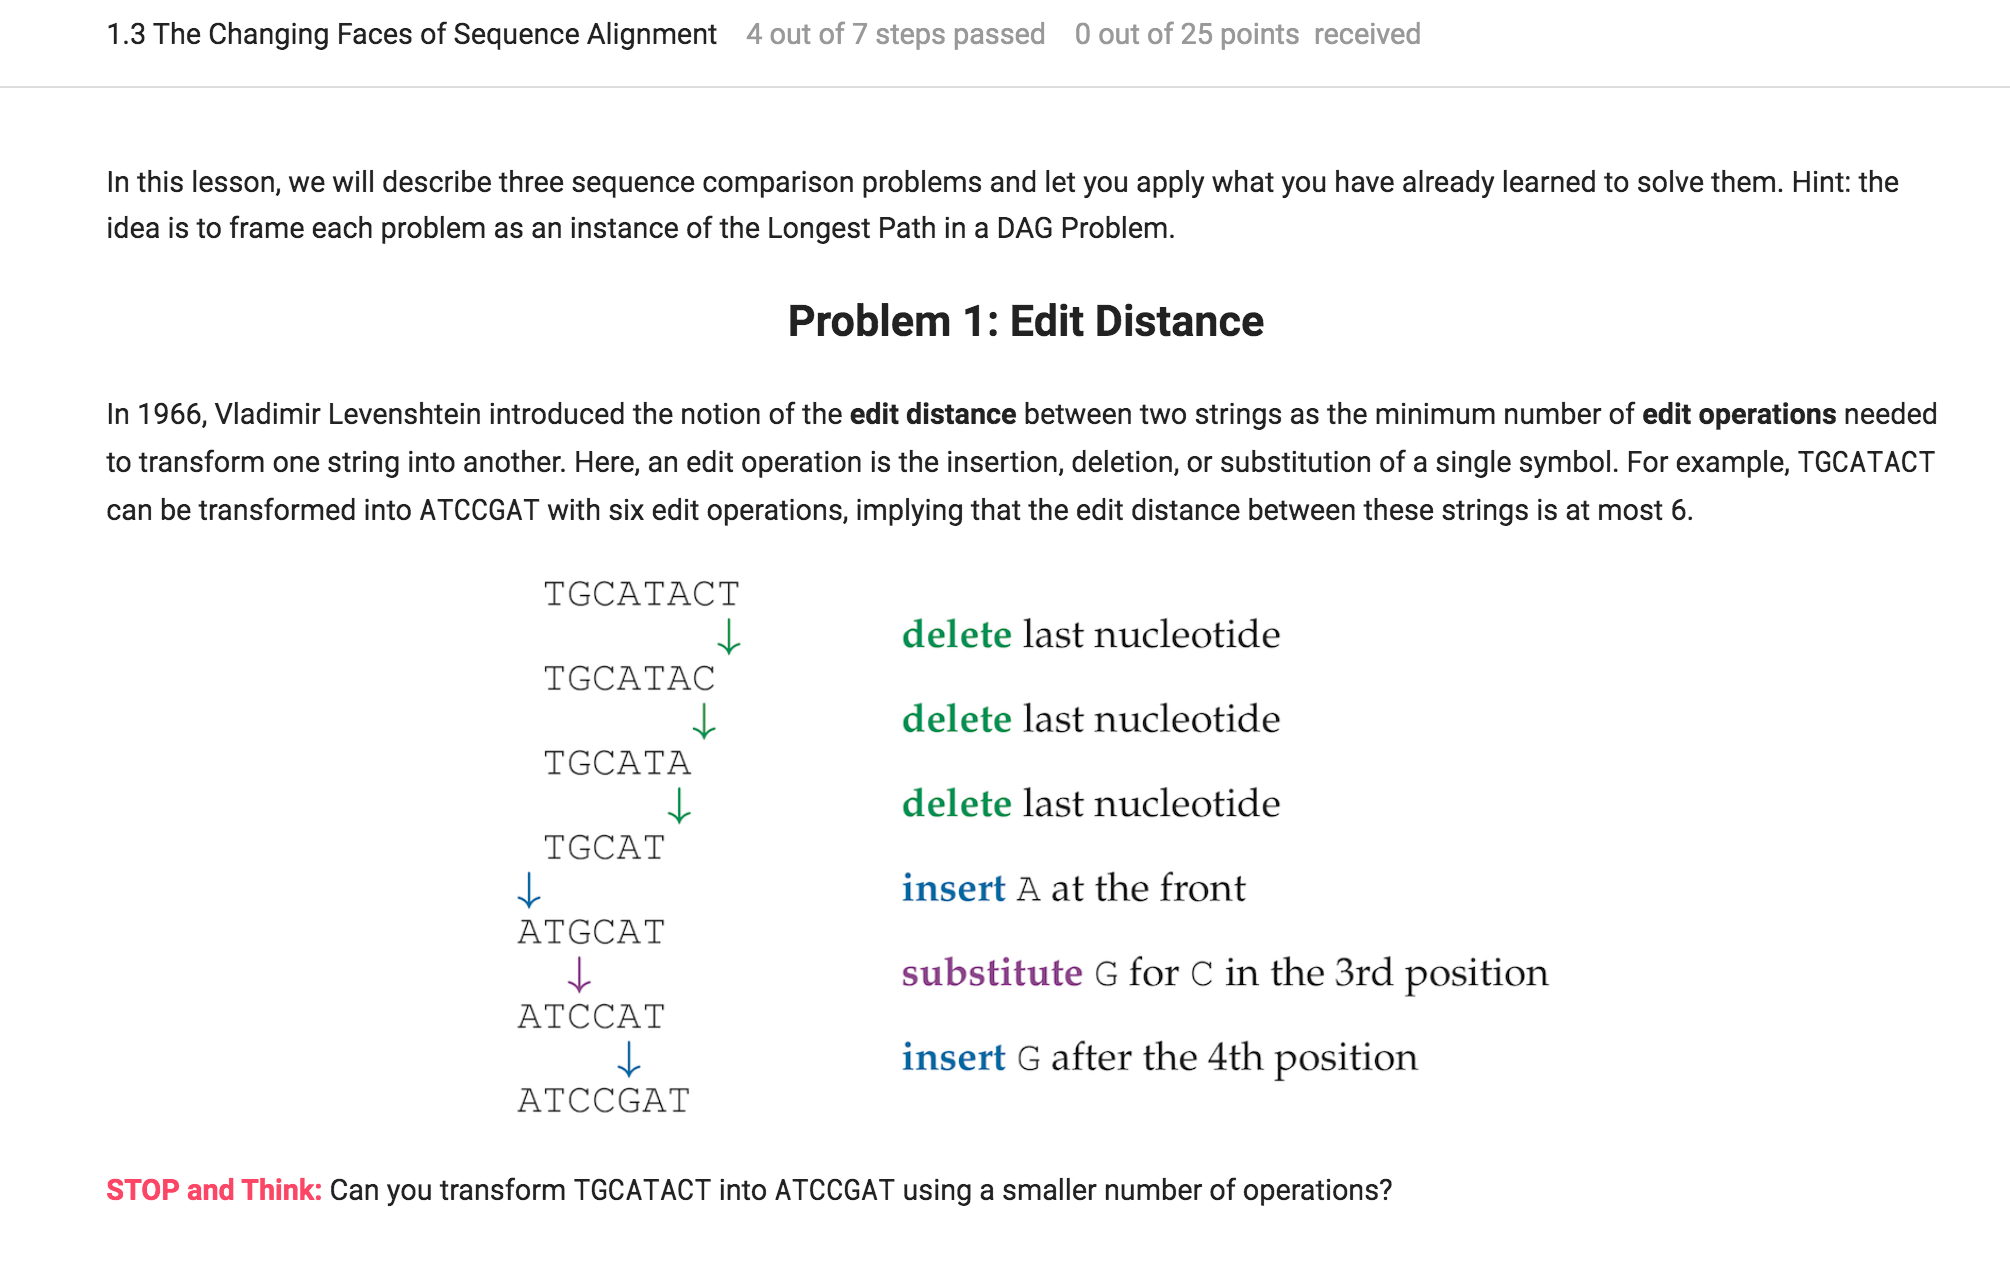 1.3 The Changing Faces of Sequence Alignment 4 out of 7 steps passed 0 out of 25 points received
In this lesson, we will describe three sequence comparison problems and let you apply what you have already learned to solve them. Hint: the
idea is to frame each problem as an instance of the Longest Path in a DAG Problem.
Problem 1: Edit Distance
In 1966, Vladimir Levenshtein introduced the notion of the edit distance between two strings as the minimum number of edit operations needed
to transform one string into another. Here, an edit operation is the insertion, deletion, or substitution of a single symbol. For example, TGCATACT
can be transformed into ATCCGAT with six edit operations, implying that the edit distance between these strings is at most 6.
TGCATACT
delete last nucleotide
TGCATAC
delete last nucleotide
TGCATA
delete last nucleotide
TGCAT
insert A at the front
ATGCAT
substitute G for C in the 3rd position
ATCCAT
insert G after the 4th position
ATCCGAT
STOP and Think: Can you transform TGCATACT into ATCCGAT using a smaller number of operations?